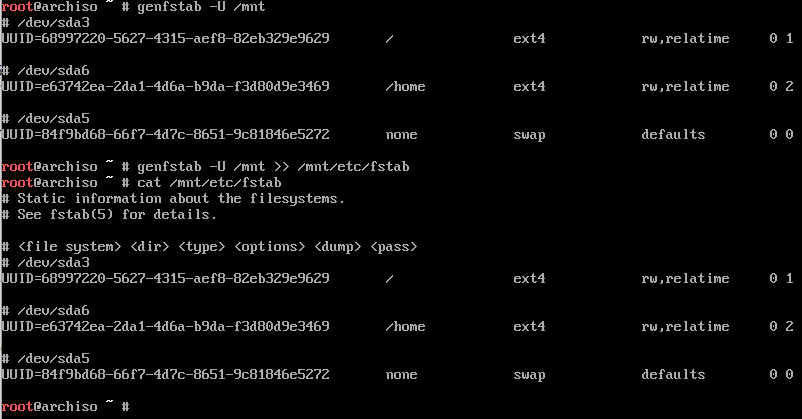 root@archiso ~ # genfstab -U /mnt
# /dev/sda3
UUID=68997220-5627-4315-aef8-82eb329e9629 / ext4 rw,relatime 0 1
# /dev/sda6
UUID=e63742ea-2da1-4d6a-b9da-f3d80d9e3469 /home ext4 rw,relatime 0 2
# /dev/sda5
UUID=84f9bd68-66f7-4d7c-8651-9c81846e5272 none swap defaults 0 0
root@archiso ~ # genfstab -U /mnt >> /mnt/etc/fstab
root@archiso ~ # cat /mnt/etc/fstab
# Static information about the filesystems.
# See fstab(5) for details.
# <file system> <dir> <type> <options> <dump> <pass>
# /dev/sda3
UUID=68997220-5627-4315-aef8-82eb329e9629 / ext4 rw,relatime 0 1
# /dev/sda6
UUID=e63742ea-2da1-4d6a-b9da-f3d80d9e3469 /home ext4 rw,relatime 0 2
# /dev/sda5
UUID=84f9bd68-66f7-4d7c-8651-9c81846e5272 none swap defaults 0 0
root@archiso ~ #